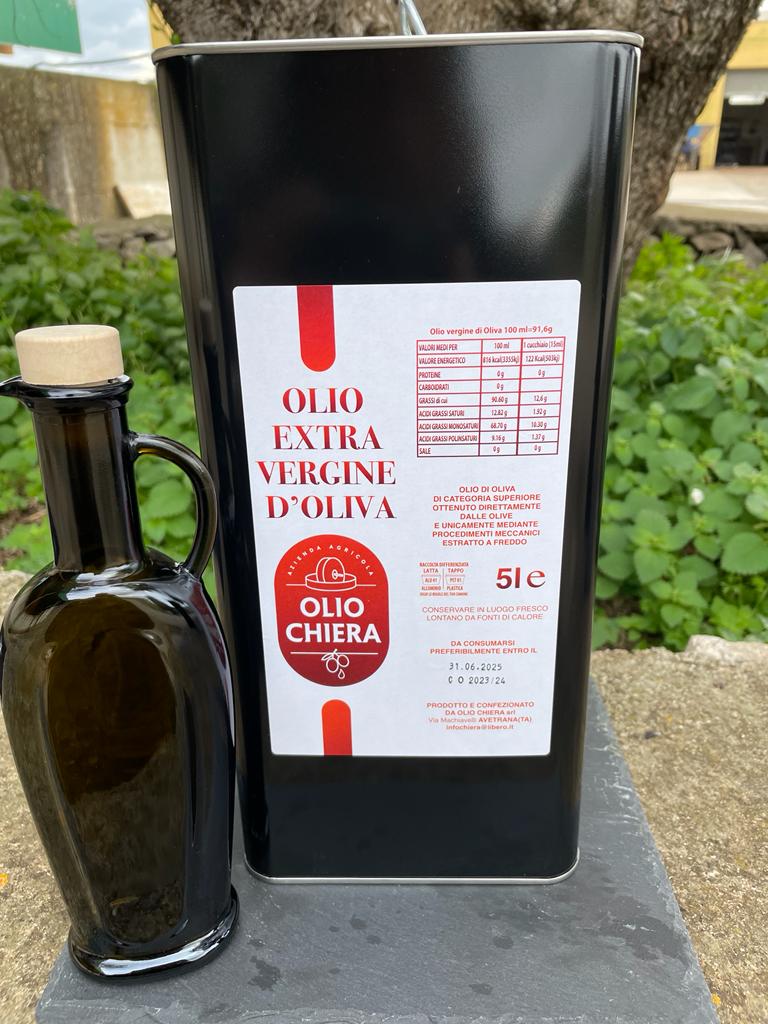 OLIO
EXTRA
VERGINE
D'OLIVA
AZIENDA AGRICOLA
OLIO
CHIERA
Olio vergine di Oliva 100 ml=91,6g
VALORI MEDI PER 100 ml 1 cucchiaio (15ml)
VALORE ENERGETICO 816 kcal(3355kj) 122 Kcal(503kj)
PROTEINE 0 g 0 g
CARBOIDRATI 0 g
GRASSI di cui 90.60 g 12,6 g
ACIDI GRASSI SATURI 12.82 g 1.92 g
ACIDI GRASSI MONOSATURI 68.70 g 10.30 g
ACIDI GRASSI POLINSATURI 9.16 g 1.37 g
SALE 0 g 0 g
OLIO DI OLIVA
DI CATEGORIA SUPERIORE
OTTENUTO DIRETTAMENTE
DALLE OLIVE
E UNICAMENTE MEDIANTE
PROCEDIMENTI MECCANICI
ESTRATTO A FREDDO
RACCOLTA DIFFERENZIATA
LATTA TAPPO
ALLUMINIO PLASTICA
5l e
CONSERVARE IN LUOGO FRESCO
LONTANO DA FONTI DI CALORE
DA CONSUMARSI
PREFERIBILMENTE ENTRO IL
31.06.2025
C O 2023/24
PRODOTTO E CONFEZIONATO
DA OLIO CHIERA srl
Via Machiavelli AVETRANA(TA)
infochiera@libero.it